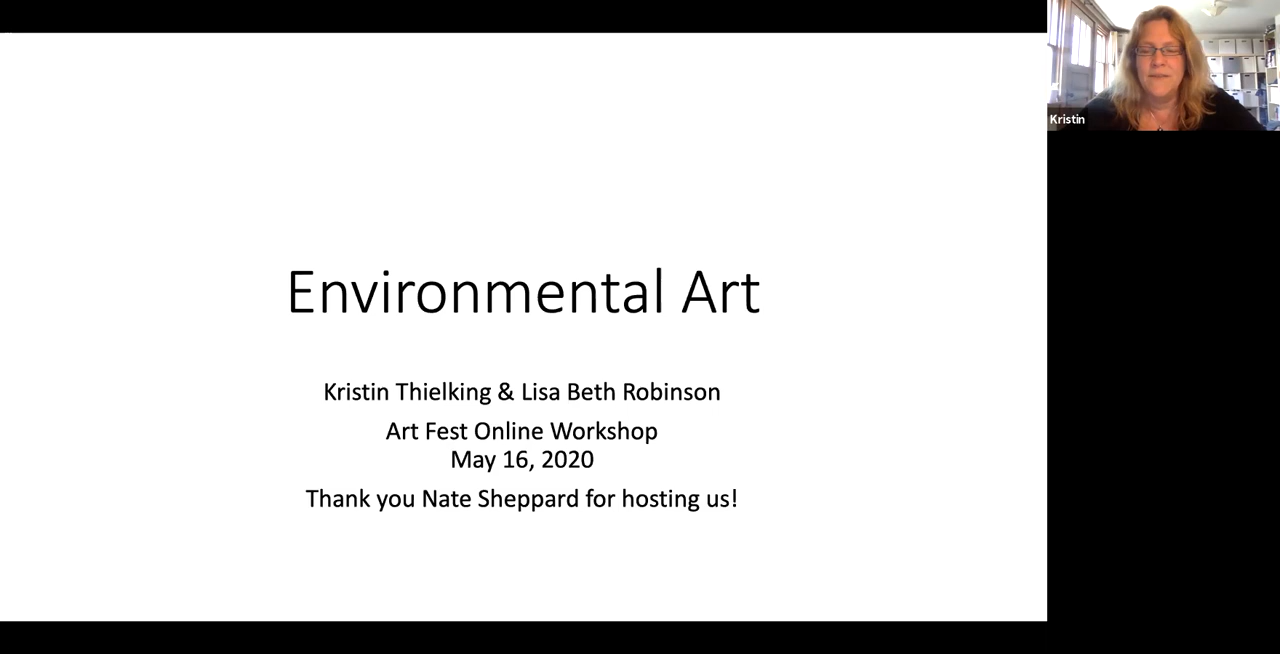 Environmental Art
Kristin Thielking & Lisa Beth Robinson
Art Fest Online Workshop
May 16, 2020
Thank you Nate Sheppard for hosting us!
Kristin